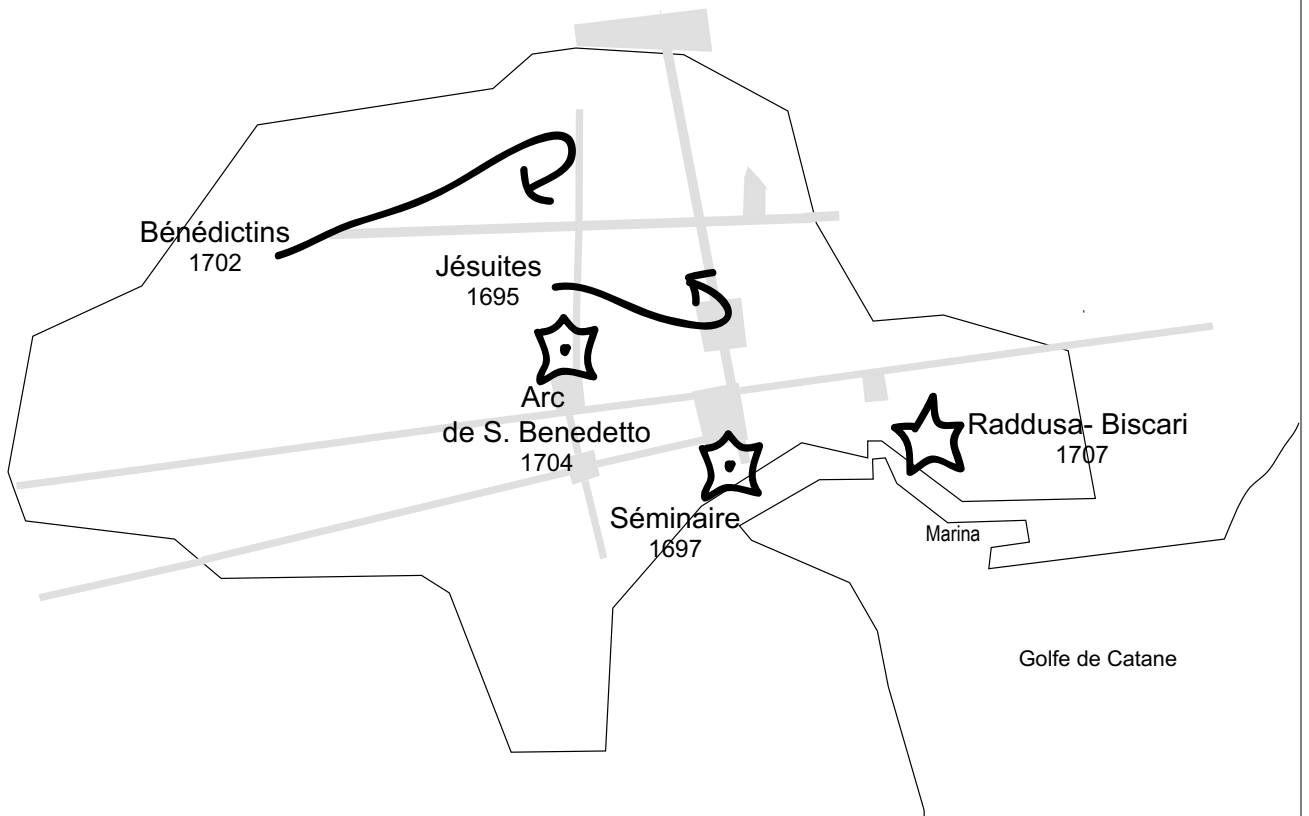 Bénédictins
1702
Jésuites
1695
Arc
de S. Benedetto
1704
Raddusa- Biscari
1707
Séminaire
1697
Marina
Golfe de Catane